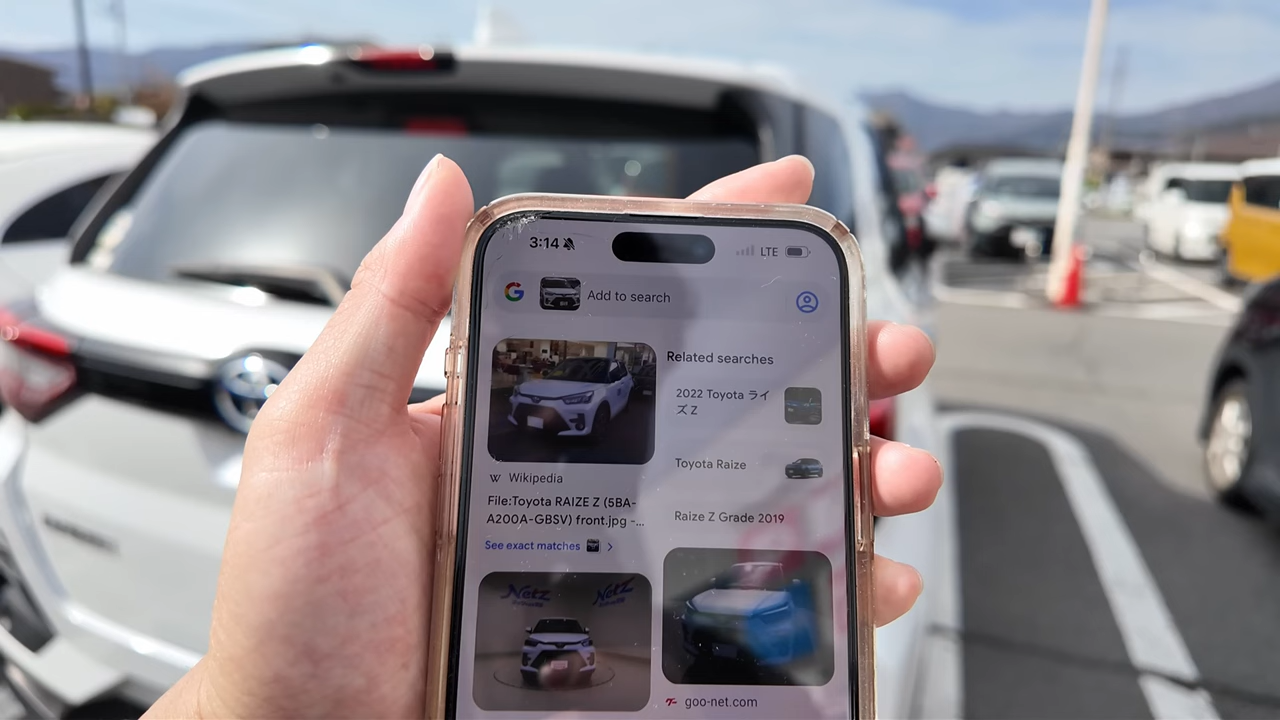 3:14
LTE
Add to search
Related searches
2022 Toyota ライ
ズ Z
Toyota Raize
Raize Z Grade 2019
Wikipedia
File:Toyota RAIZE Z (5BA-
A200A-GBSV) front.jpg -...
See exact matches
Netz
Netz
goo-net.com